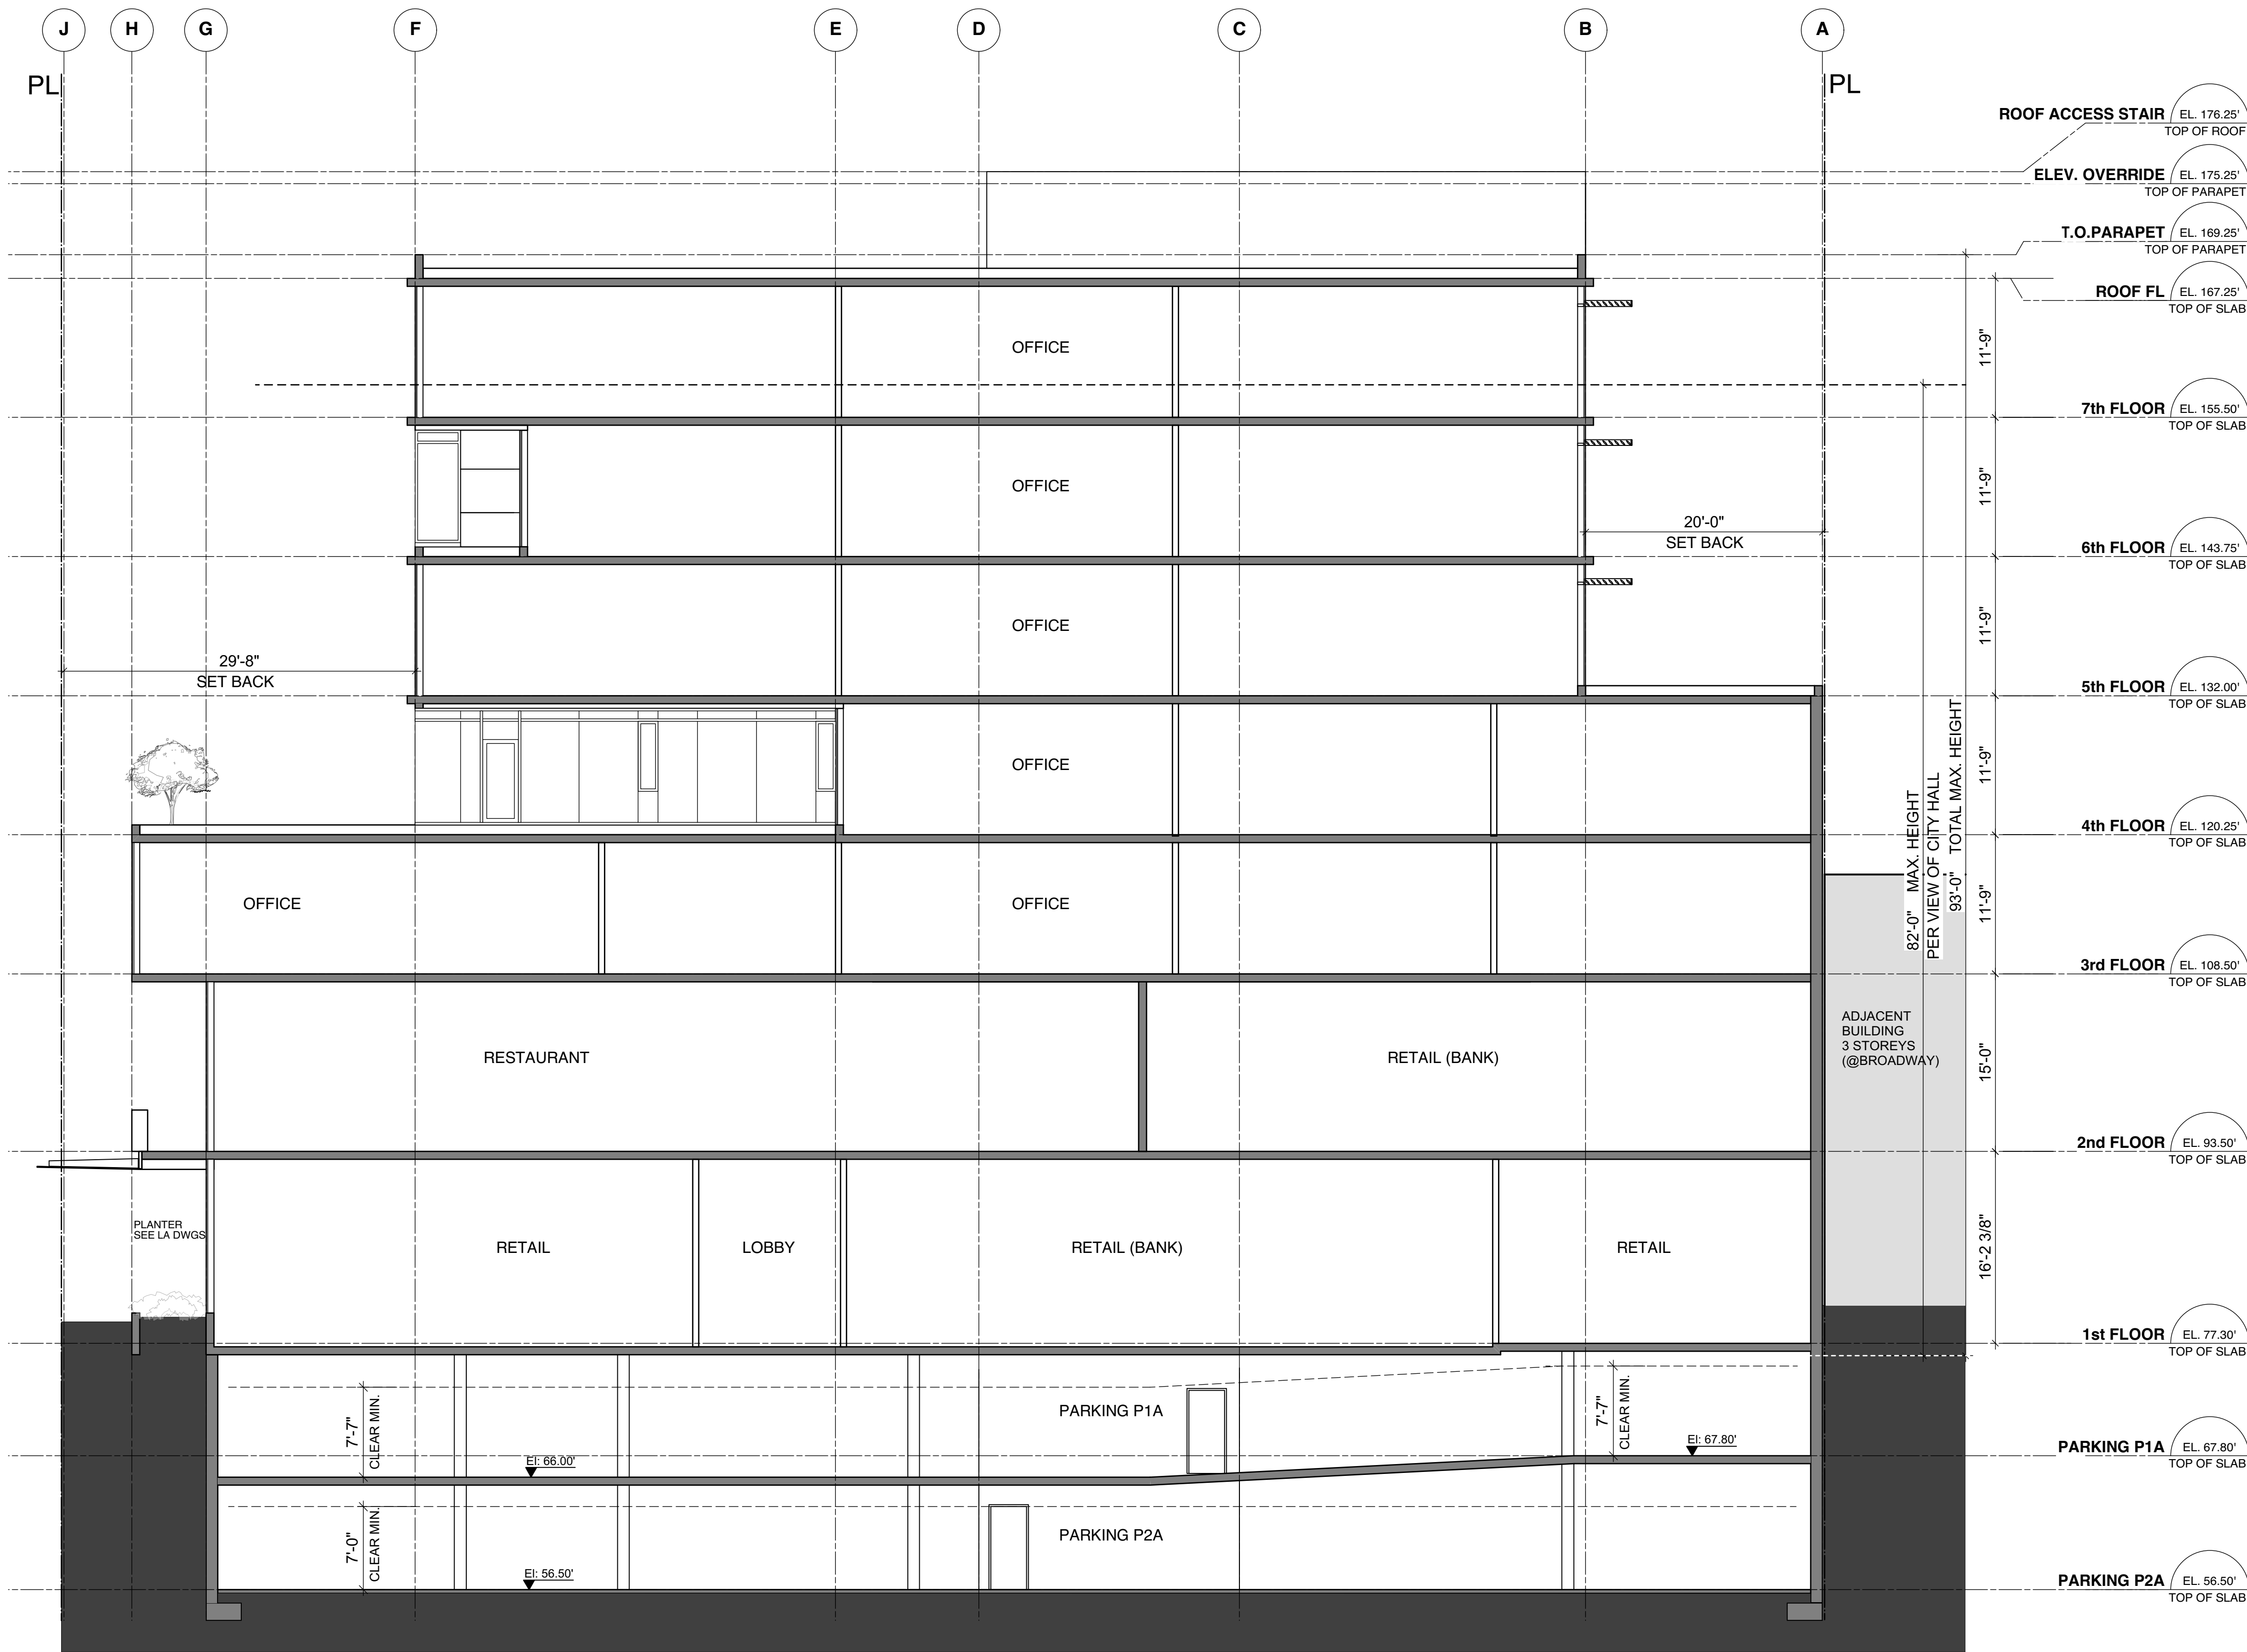 J
H
G
F
E
D
C
B
A
PL
PL
ROOF ACCESS STAIR
EL. 176.25'
TOP OF ROOF
ELEV. OVERRIDE
EL. 175.25'
TOP OF PARAPET
T.O.PARAPET
EL. 169.25'
TOP OF PARAPET
ROOF FL
EL. 167.25'
TOP OF SLAB
OFFICE
11'-9"
7th FLOOR
EL. 155.50'
TOP OF SLAB
OFFICE
11'-9"
20'-0"
SET BACK
6th FLOOR
EL. 143.75'
TOP OF SLAB
OFFICE
11'-9"
29'-8"
SET BACK
5th FLOOR
EL. 132.00'
TOP OF SLAB
OFFICE
11'-9"
82'-0" MAX. HEIGHT
PER VIEW OF CITY HALL
93'-0" TOTAL MAX. HEIGHT
4th FLOOR
EL. 120.25'
TOP OF SLAB
OFFICE
OFFICE
11'-9"
3rd FLOOR
EL. 108.50'
TOP OF SLAB
ADJACENT
BUILDING
3 STOREYS
(@BROADWAY)
RESTAURANT
RETAIL (BANK)
15'-0"
2nd FLOOR
EL. 93.50'
TOP OF SLAB
PLANTER
SEE LA DWGS
RETAIL
LOBBY
RETAIL (BANK)
RETAIL
16'-2 3/8"
1st FLOOR
EL. 77.30'
TOP OF SLAB
7'-7"
CLEAR MIN.
PARKING P1A
7'-7"
CLEAR MIN.
El: 66.00'
El: 67.80'
PARKING P1A
EL. 67.80'
TOP OF SLAB
7'-0"
CLEAR MIN.
PARKING P2A
El: 56.50'
PARKING P2A
EL. 56.50'
TOP OF SLAB